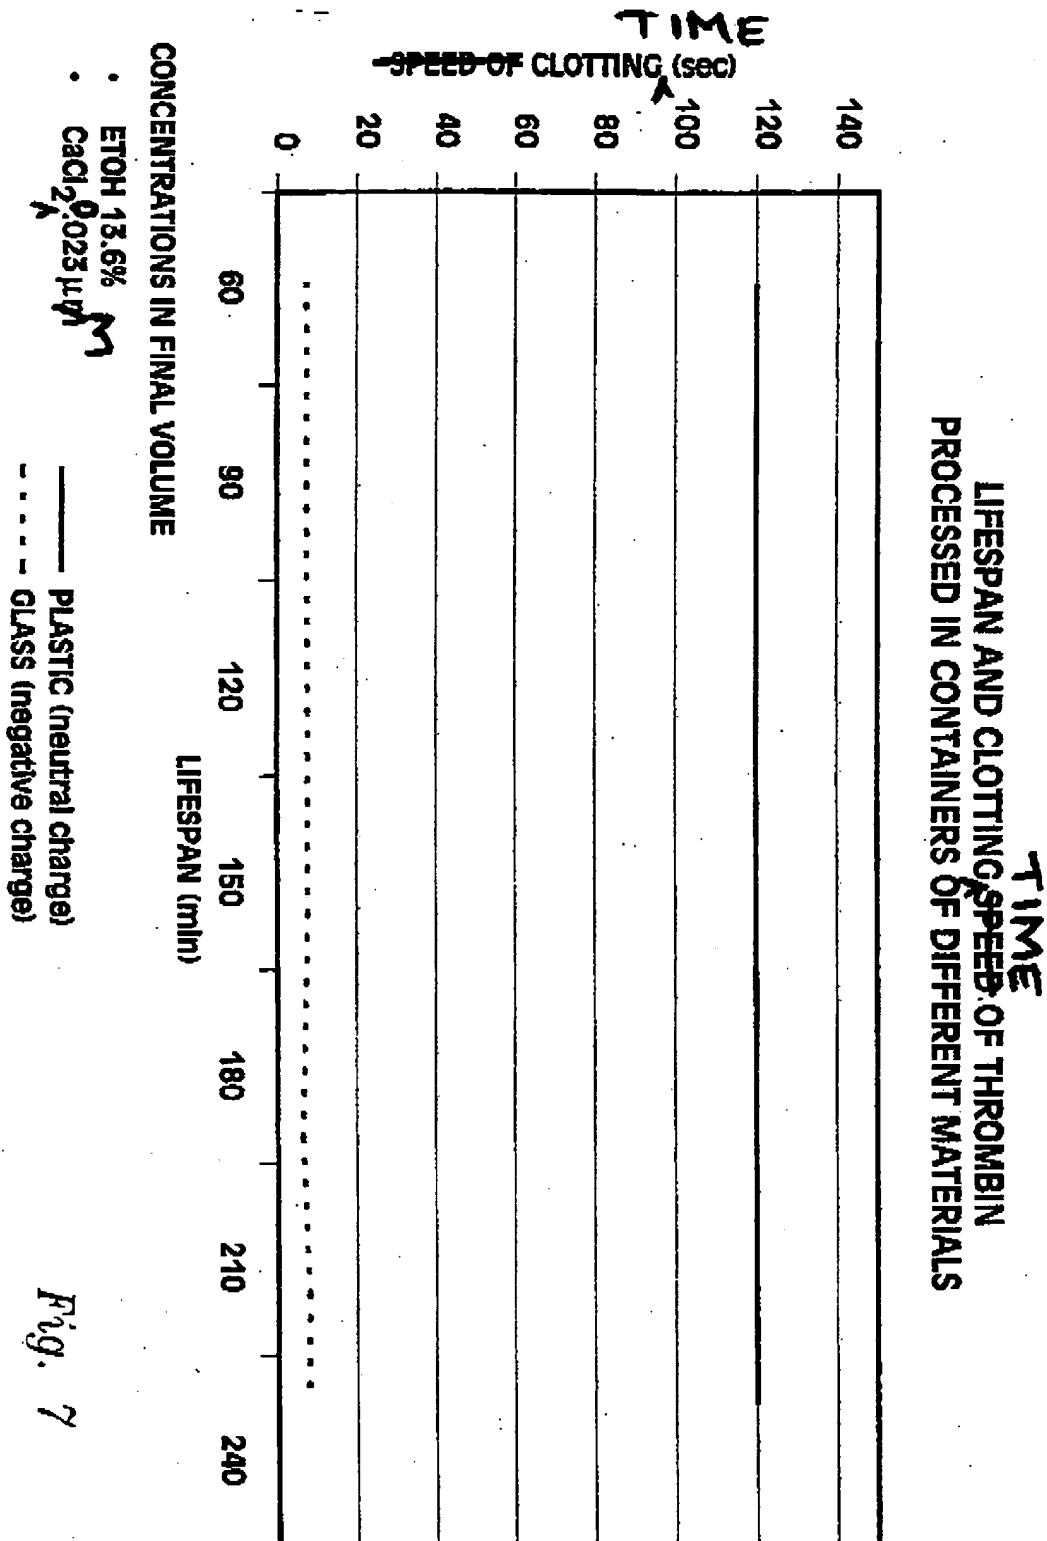 TIME
LIFESPAN AND CLOTTING SPEED OF THROMBIN
PROCESSED IN CONTAINERS OF DIFFERENT MATERIALS
TIME
SPEED OF CLOTTING (sec)
140
120
100
80
60
40
20
0
60
90
120
150
180
210
240
LIFESPAN (min)
CONCENTRATIONS IN FINAL VOLUME
• ETOH 13.6%
• CaCl2 0.023 μm M
PLASTIC (neutral charge)
GLASS (negative charge)
Fig. 7